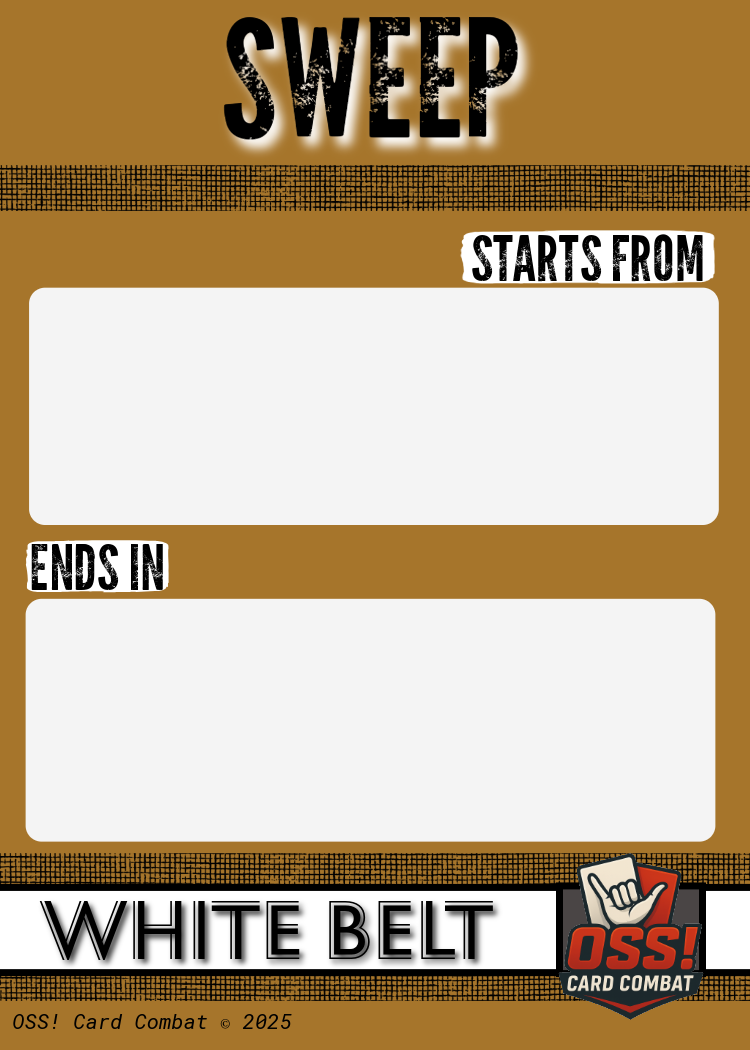 SWEEP
STARTS FROM
ENDS IN
WHITE BELT
OSS!
CARD COMBAT
OSS! Card Combat © 2025